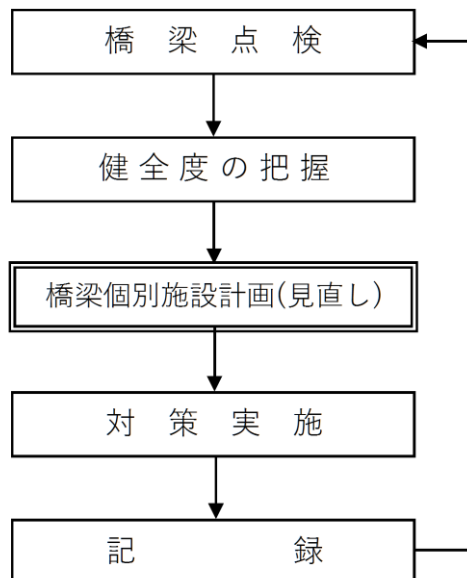 橋梁点検
健全度の把握
橋梁個別施設計画(見直し)
対策実施
記録